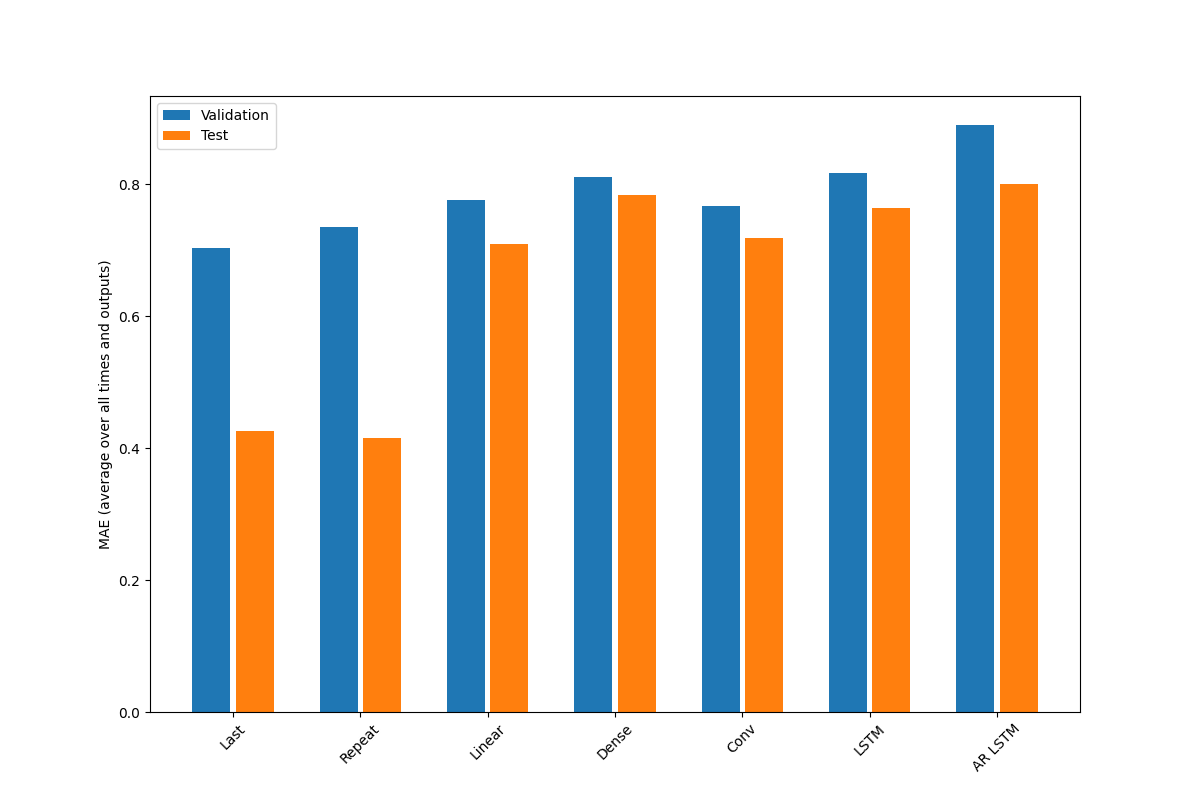 Validation
Test
MAE (average over all times and outputs)
0.8
0.6
0.4
0.2
0.0
Last
Repeat
Linear
Dense
Conv
LSTM
AR LSTM